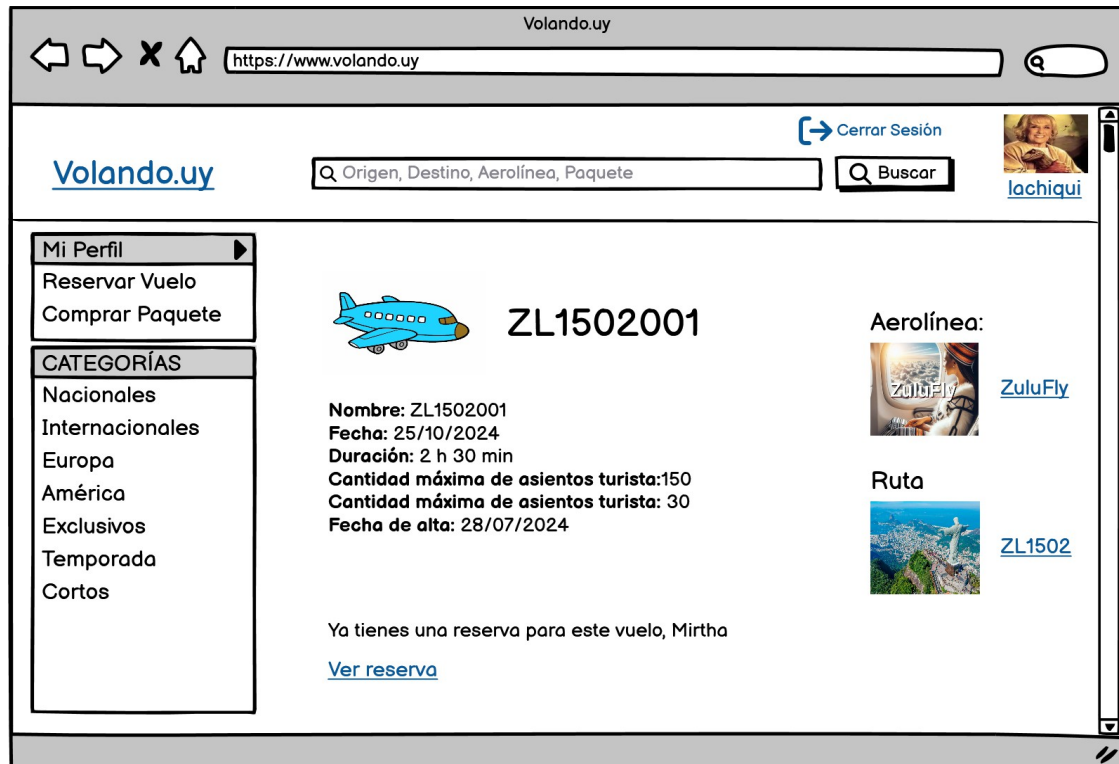 Volando.uy
https://www.volando.uy
Cerrar Sesión
Volando.uy
Origen, Destino, Aerolínea, Paquete
Buscar
lachiqui
Mi Perfil
Reservar Vuelo
Comprar Paquete
CATEGORÍAS
Nacionales
Internacionales
Europa
América
Exclusivos
Temporada
Cortos
ZL1502001
Nombre: ZL1502001
Fecha: 25/10/2024
Duración: 2 h 30 min
Cantidad máxima de asientos turista:150
Cantidad máxima de asientos turista: 30
Fecha de alta: 28/07/2024
Ya tienes una reserva para este vuelo, Mirtha
Ver reserva
Aerolínea:
ZuluFly
ZuluFly
Ruta
ZL1502